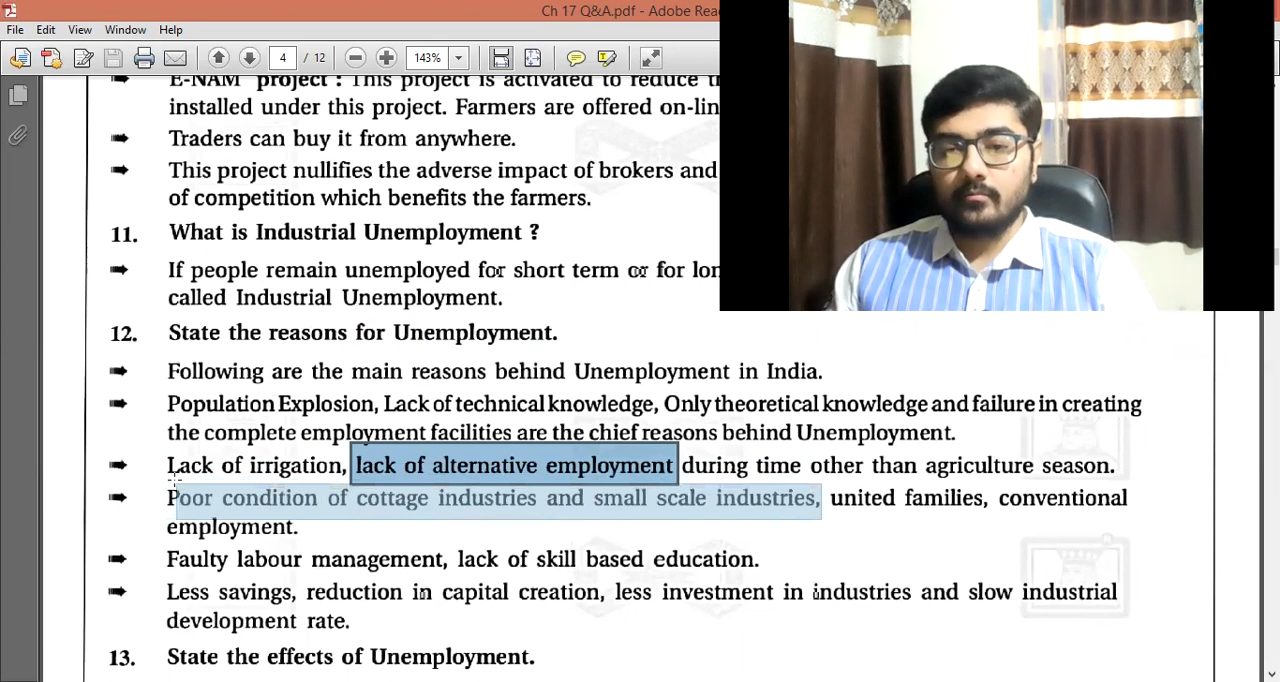 Ch 17 Q&A.pdf - Adobe Rea
File Edit View Window Help
4 / 12 143%
E-NAM project : This project is activated to reduce t
installed under this project. Farmers are offered on-lin
Traders can buy it from anywhere.
This project nullifies the adverse impact of brokers and
of competition which benefits the farmers.
11. What is Industrial Unemployment ?
If people remain unemployed for short term or for lon
called Industrial Unemployment.
12. State the reasons for Unemployment.
Following are the main reasons behind Unemployment in India.
Population Explosion, Lack of technical knowledge, Only theoretical knowledge and failure in creating
the complete employment facilities are the chief reasons behind Unemployment.
Lack of irrigation, lack of alternative employment during time other than agriculture season.
Poor condition of cottage industries and small scale industries, united families, conventional
employment.
Faulty labour management, lack of skill based education.
Less savings, reduction in capital creation, less investment in industries and slow industrial
development rate.
13. State the effects of Unemployment.